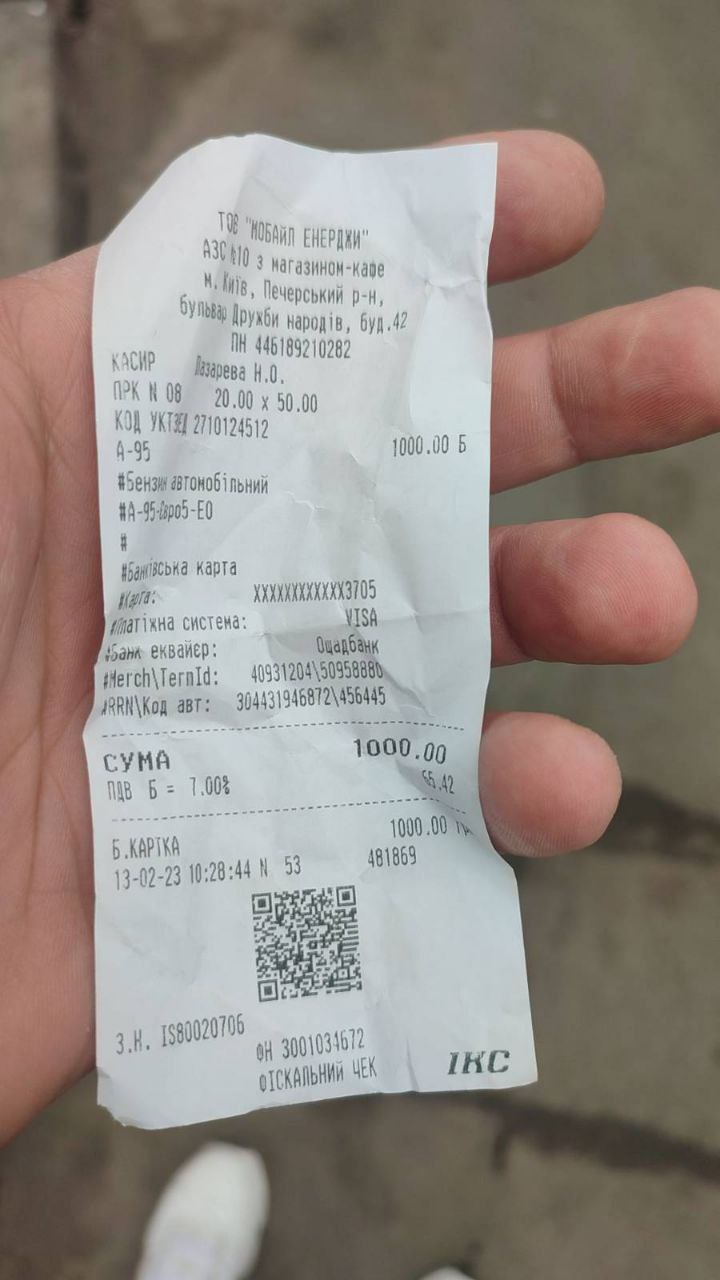 ТОВ "МОБАЙЛ ЕНЕРДЖИ"
АЗС №10 з магазином-кафе
м. Київ, Печерський р-н,
бульвар Дружби народів, буд.42
ПН 446189210282
КАСИР Лазарева Н.О.
ПРК N 08 20.00 x 50.00
КОД УКТЗЕД 2710124512
А-95 1000.00 Б
#Бензин автомобільний
#А-95-Євро5-Е0
#
#Банківська карта
#Карта: XXXXXXXXXXXX3705
#Платіжна система: VISA
#Банк еквайєр: Ощадбанк
#Merch\TermId: 40931204\50958880
#RRN\Код авт: 304431946872\456445
СУМА 1000.00
ПДВ Б = 7.00% 65.42
Б.КАРТКА 1000.00
13-02-23 10:28:44 N 53 481869
З.Н. IS80020706
ФН 3001034672
ФІСКАЛЬНИЙ ЧЕК
ІКС